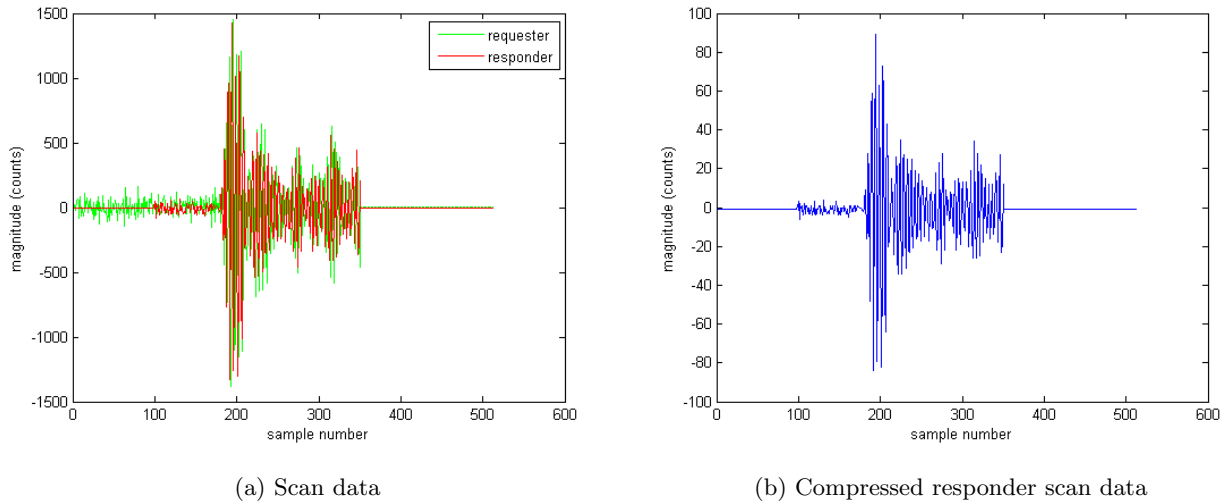 1500
1000
500
0
-500
-1000
-1500
magnitude (counts)
0 100 200 300 400 500 600
sample number
requester
responder
(a) Scan data
100
80
60
40
20
0
-20
-40
-60
-80
-100
magnitude (counts)
0 100 200 300 400 500 600
sample number
(b) Compressed responder scan data